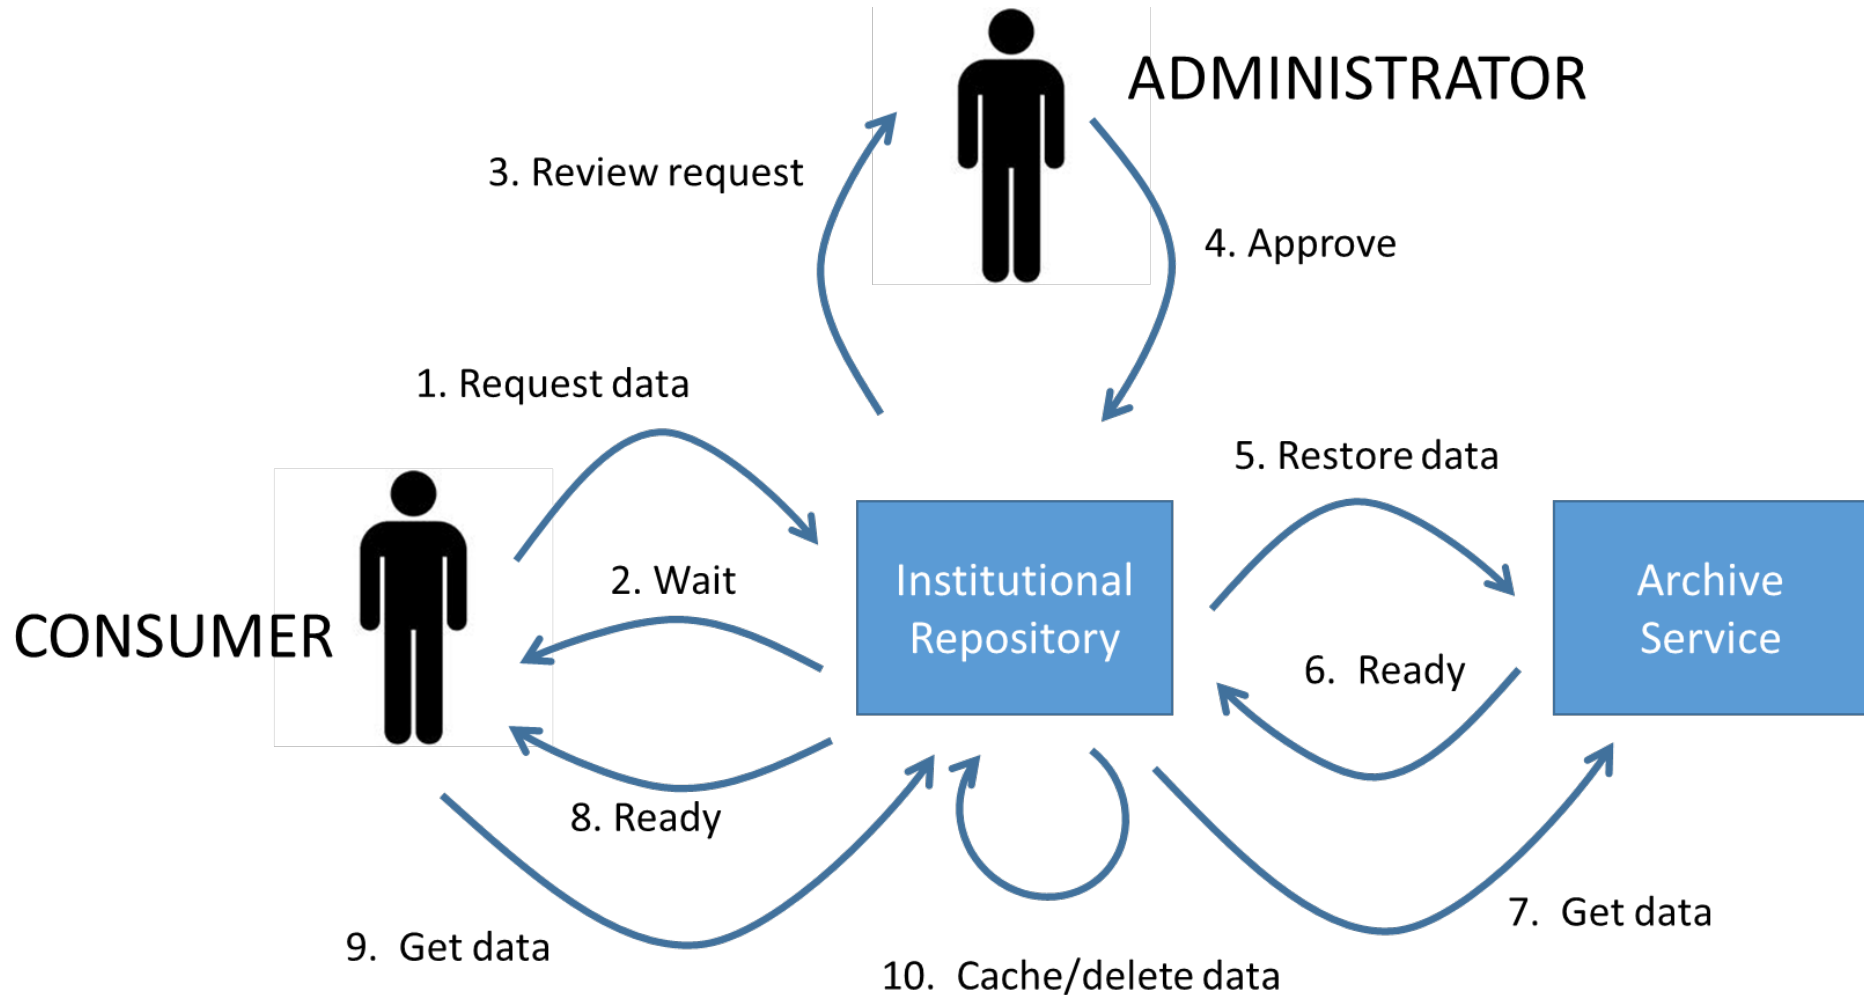 ADMINISTRATOR
3. Review request
4. Approve
1. Request data
5. Restore data
2. Wait
Institutional
Repository
Archive
Service
CONSUMER
6. Ready
8. Ready
7. Get data
9. Get data
10. Cache/delete data